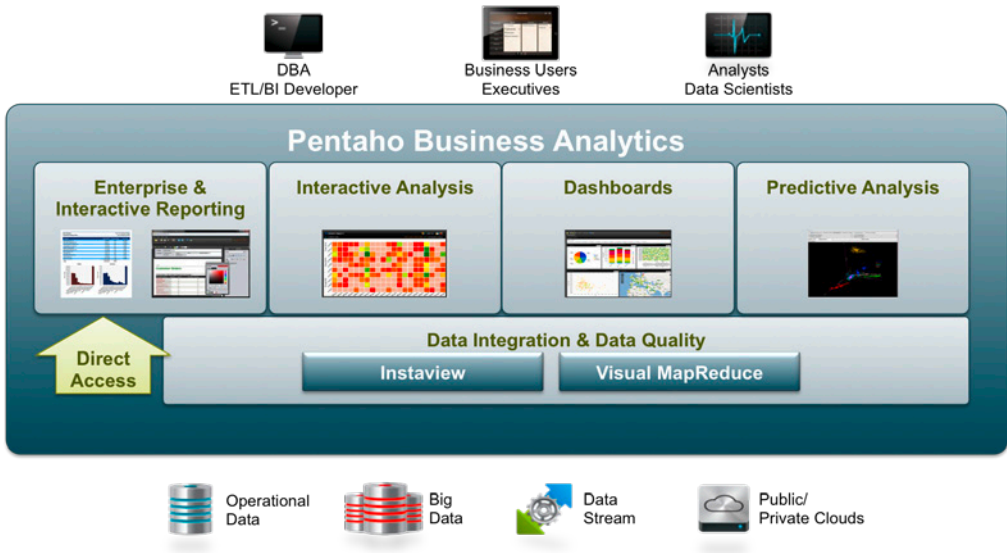 DBA
ETL/BI Developer
Business Users
Executives
Analysts
Data Scientists
Pentaho Business Analytics
Enterprise &
Interactive Reporting
Interactive Analysis
Dashboards
Predictive Analysis
Direct
Access
Data Integration & Data Quality
Instaview
Visual MapReduce
Operational
Data
Big
Data
Data
Stream
Public/
Private Clouds